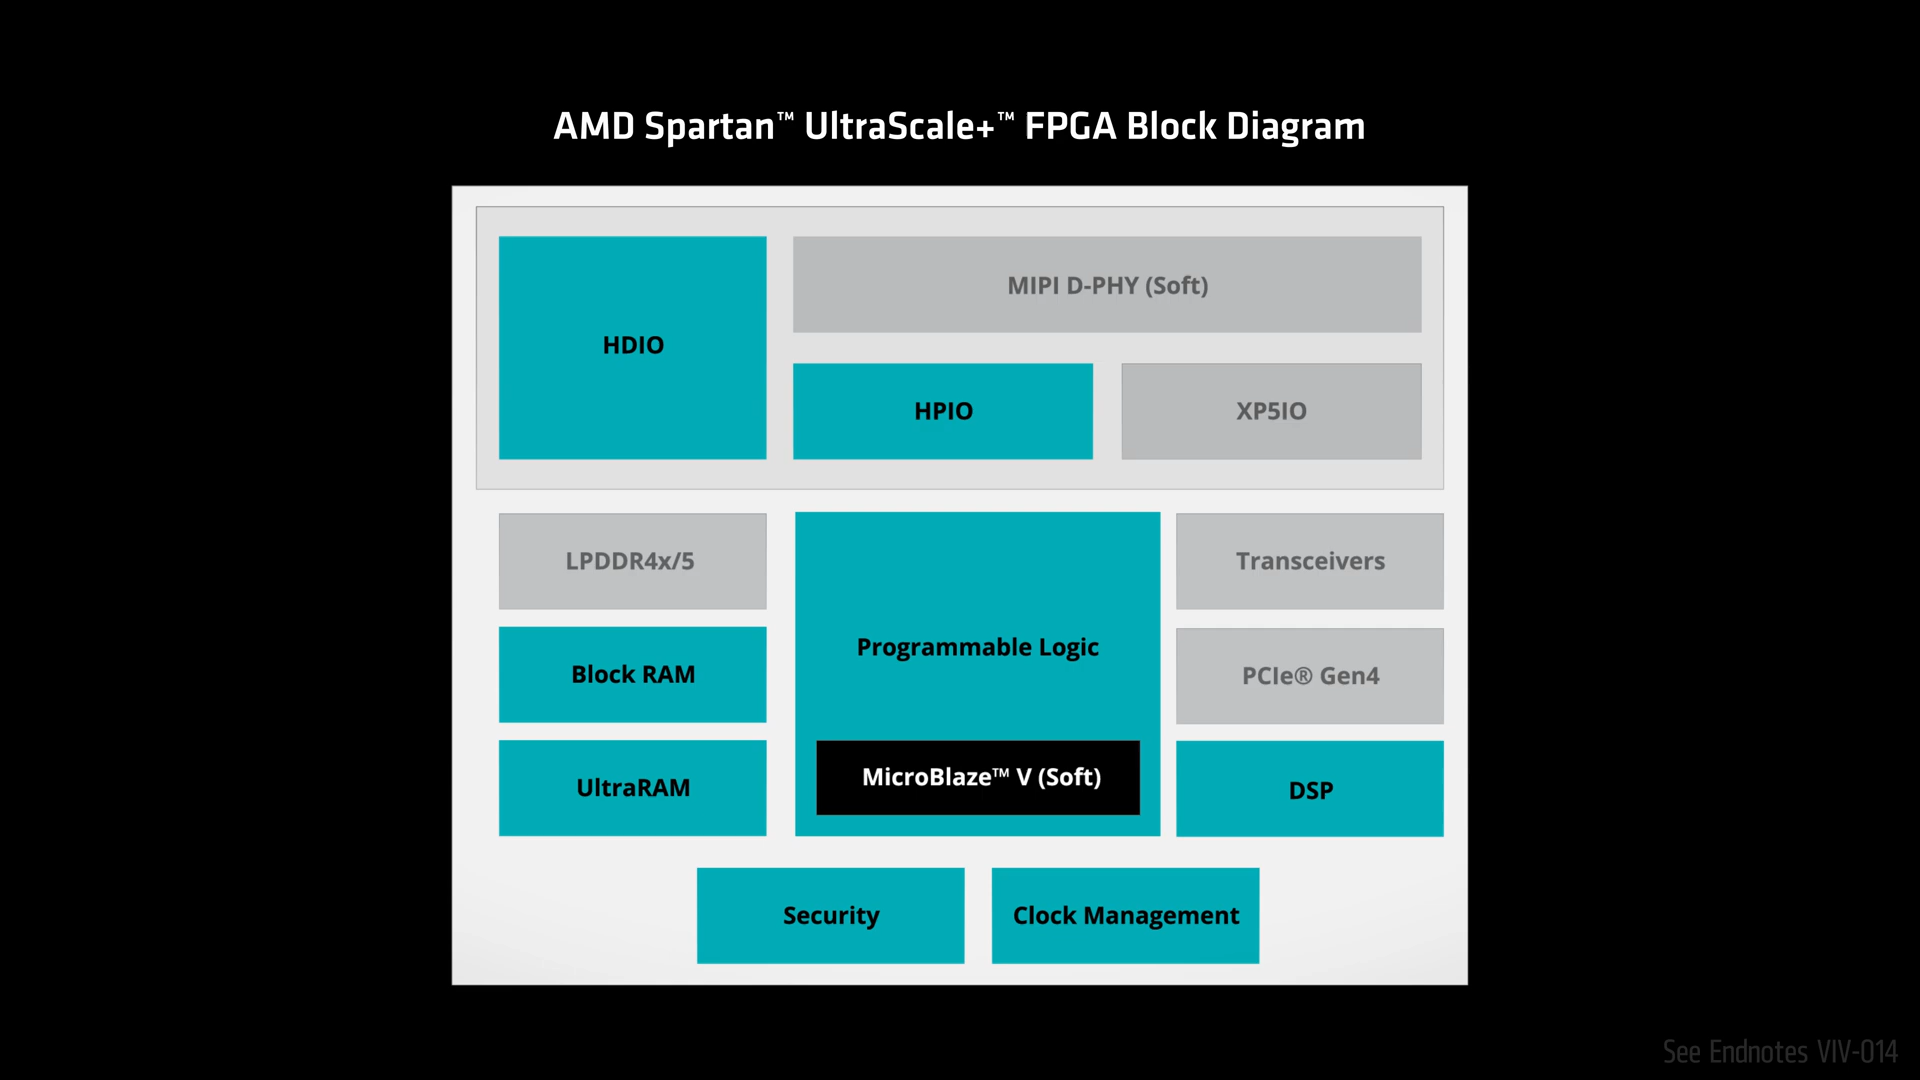 AMD Spartan™ UltraScale+™ FPGA Block Diagram
HDIO
MIPI D-PHY (Soft)
HPIO
XP5IO
LPDDR4x/5
Programmable Logic
Transceivers
Block RAM
PCIe® Gen4
UltraRAM
MicroBlaze™ V (Soft)
DSP
Security
Clock Management
See Endnotes VIV-014